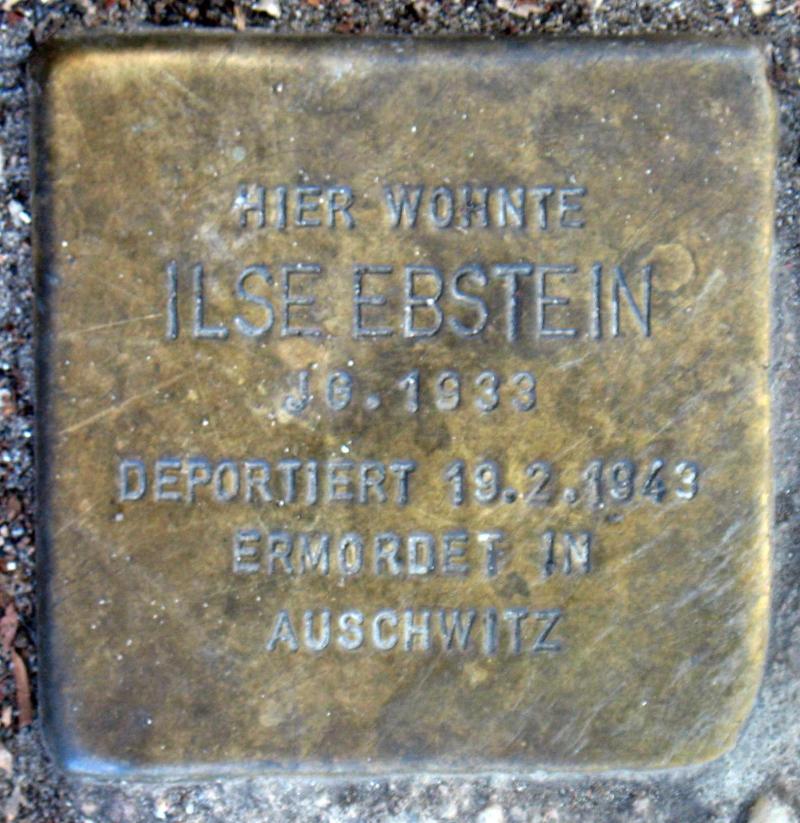 HIER WOHNTE
ILSE EBSTEIN
JG. 1933
DEPORTIERT 19.2.1943
ERMORDET IN
AUSCHWITZ